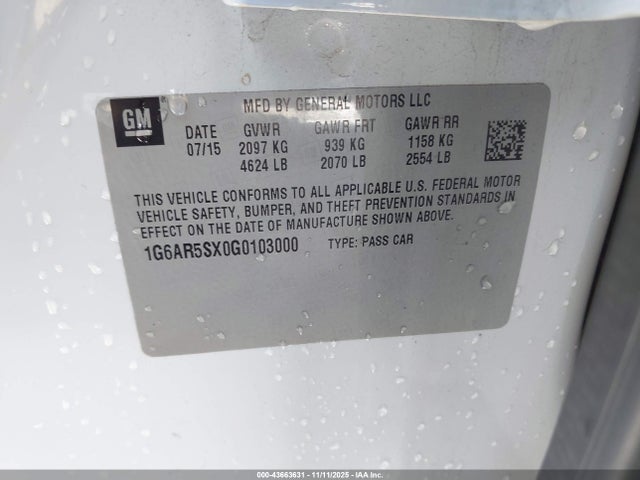 GM
MFD BY GENERAL MOTORS LLC
DATE GVWR GAWR FRT GAWR RR
07/15 2097 KG 939 KG 1158 KG
4624 LB 2070 LB 2554 LB
THIS VEHICLE CONFORMS TO ALL APPLICABLE U.S. FEDERAL MOTOR
VEHICLE SAFETY, BUMPER, AND THEFT PREVENTION STANDARDS IN
EFFECT ON THE DATE OF MANUFACTURE SHOWN ABOVE.
1G6AR5SX0G0103000 TYPE: PASS CAR
000-43663631 - 11/11/2025 - IAA Inc. (C)